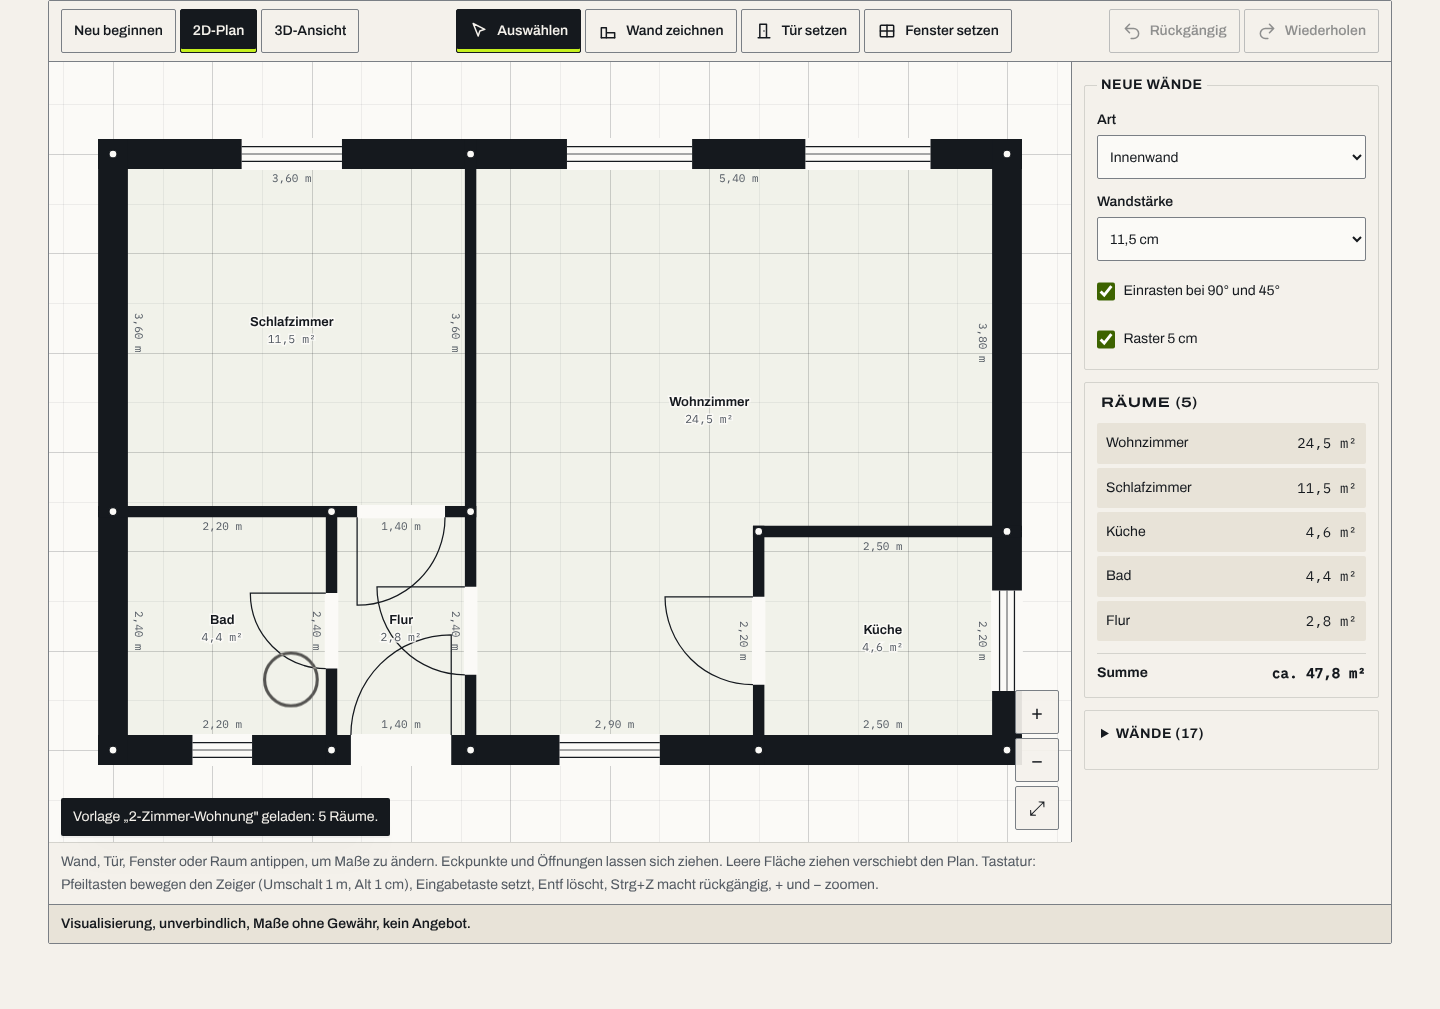 Neu beginnen
2D-Plan
3D-Ansicht
Auswählen
Wand zeichnen
Tür setzen
Fenster setzen
Rückgängig
Wiederholen
3,60 m
5,40 m
3,60 m
Schlafzimmer
11,5 m²
3,60 m
3,80 m
Wohnzimmer
24,5 m²
2,20 m
1,40 m
2,50 m
2,40 m
Bad
4,4 m²
2,40 m
Flur
2,8 m²
2,40 m
2,20 m
Küche
4,6 m²
2,20 m
2,20 m
1,40 m
2,90 m
2,50 m
+
−
Vorlage „2-Zimmer-Wohnung" geladen: 5 Räume.
NEUE WÄNDE
Art
Innenwand
Wandstärke
11,5 cm
Einrasten bei 90° und 45°
Raster 5 cm
RÄUME (5)
Wohnzimmer 24,5 m²
Schlafzimmer 11,5 m²
Küche 4,6 m²
Bad 4,4 m²
Flur 2,8 m²
Summe ca. 47,8 m²
WÄNDE (17)
Wand, Tür, Fenster oder Raum antippen, um Maße zu ändern. Eckpunkte und Öffnungen lassen sich ziehen. Leere Fläche ziehen verschiebt den Plan. Tastatur:
Pfeiltasten bewegen den Zeiger (Umschalt 1 m, Alt 1 cm), Eingabetaste setzt, Entf löscht, Strg+Z macht rückgängig, + und − zoomen.
Visualisierung, unverbindlich, Maße ohne Gewähr, kein Angebot.